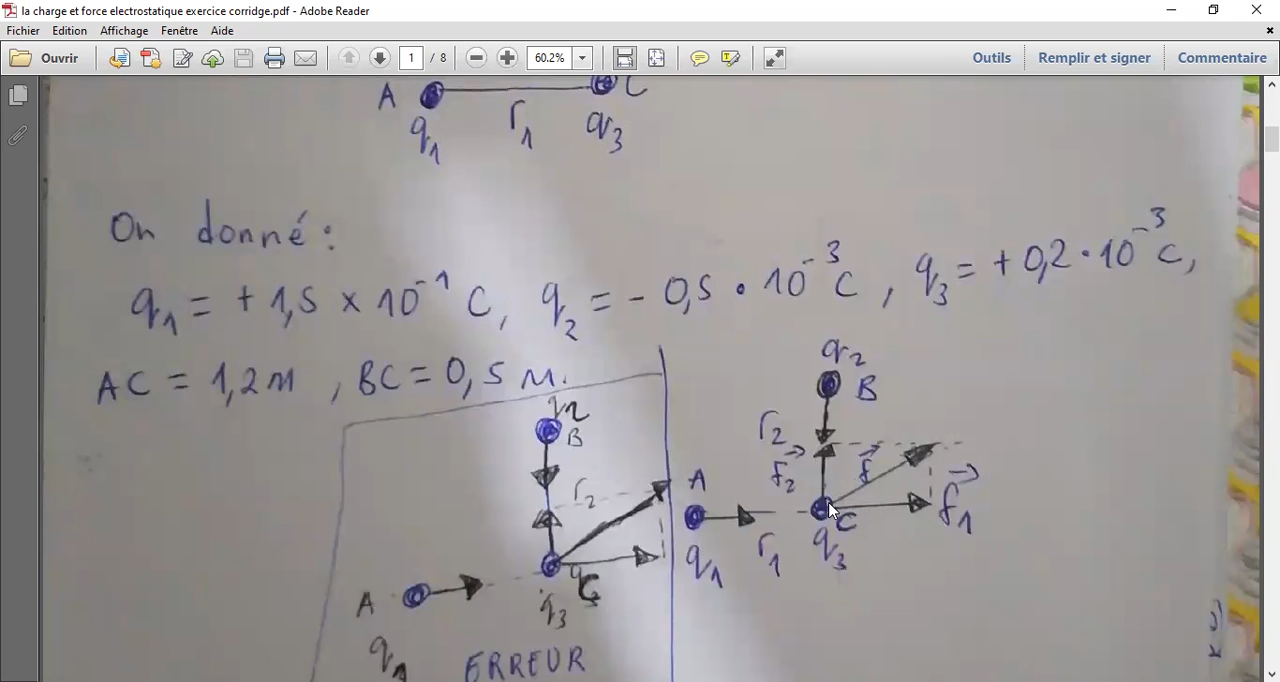 la charge et force electrostatique exercice corridge.pdf - Adobe Reader
Fichier Edition Affichage Fenêtre Aide
Ouvrir 1 / 8 60.2% Outils Remplir et signer Commentaire
A C
q1 r1 q3
On donné :
q1 = + 1,5 x 10^-1 C, q2 = - 0,5 • 10^-3 C, q3 = + 0,2 • 10^-3 C,
AC = 1,2 m, BC = 0,5 m.
q2
B
r2
A C
q1 q3
ERREUR
q2
B
r2
f2 f
A C f1
q1 r1 q3